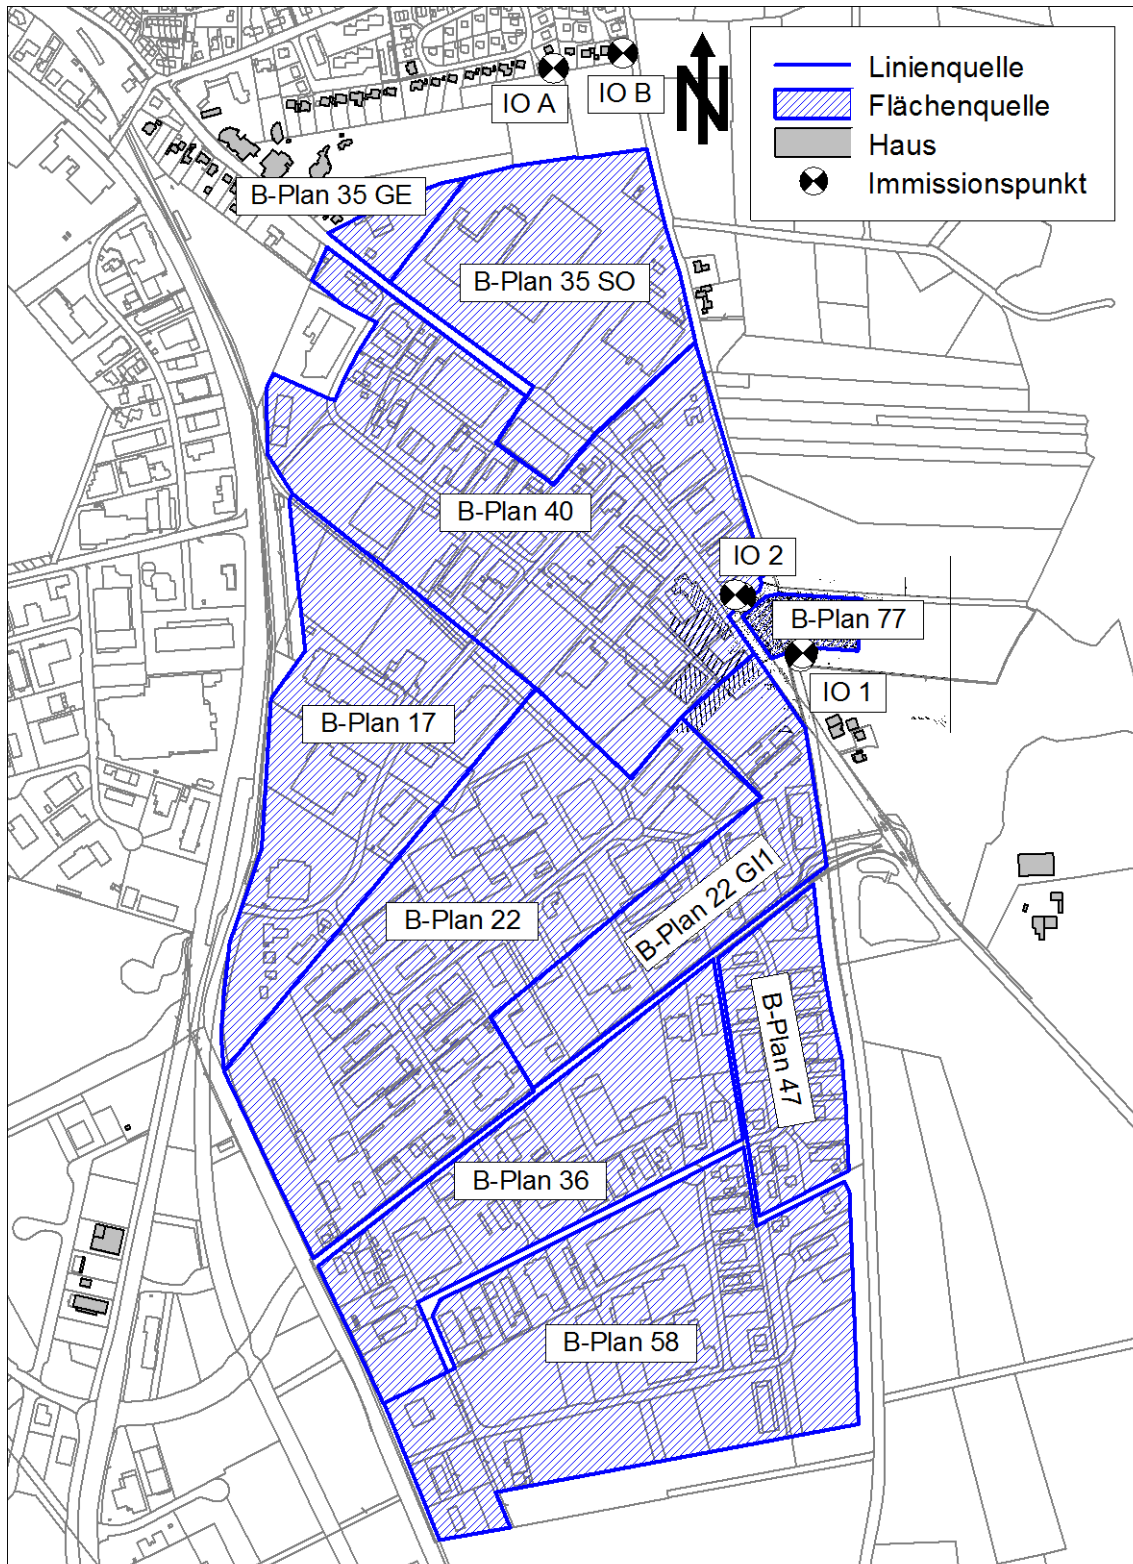 IO A
IO B
N
Linienquelle
Flächenquelle
Haus
Immissionspunkt
B-Plan 35 GE
B-Plan 35 SO
B-Plan 40
IO 2
B-Plan 77
IO 1
B-Plan 17
B-Plan 22
B-Plan 22 GI1
B-Plan 47
B-Plan 36
B-Plan 58